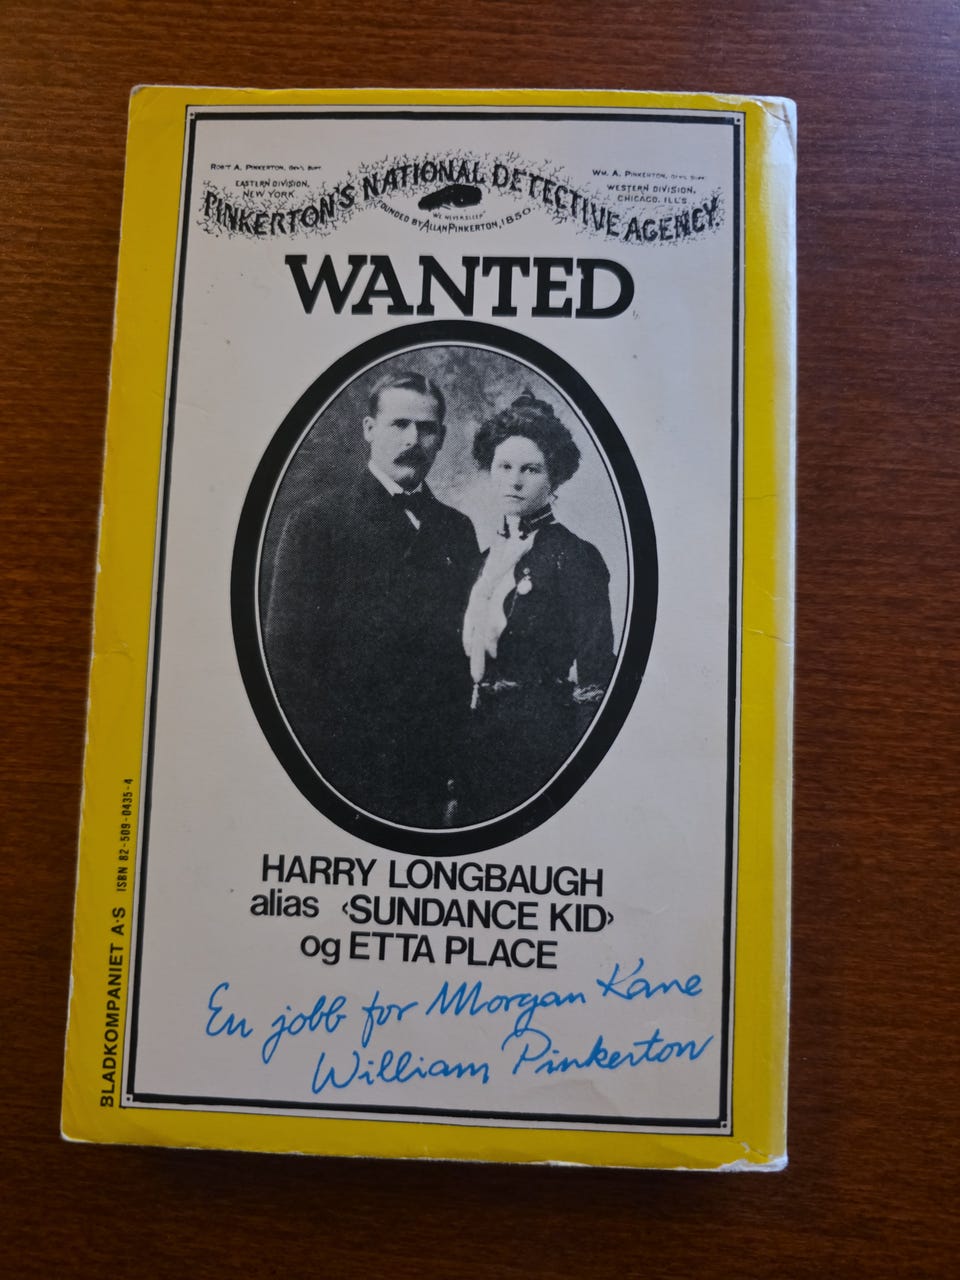 ROB'T A. PINKERTON, GEN'L SUPT.
EASTERN DIVISION,
NEW YORK
WM. A. PINKERTON, GEN'L SUPT.
WESTERN DIVISION,
CHICAGO, ILL'S
PINKERTON'S NATIONAL DETECTIVE AGENCY.
"WE NEVER SLEEP"
FOUNDED BY ALLAN PINKERTON, 1850
WANTED
HARRY LONGBAUGH
alias ‹SUNDANCE KID›
og ETTA PLACE
En jobb for Morgan Kane
William Pinkerton
BLADKOMPANIET A·S ISBN 82-509-0435-4